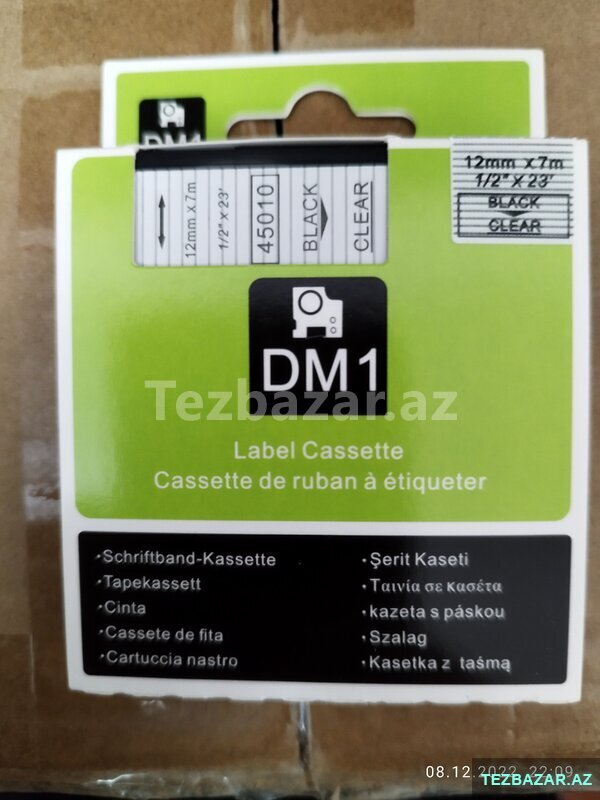 DM1
12mm x 7m
1/2" x 23'
45010
BLACK
CLEAR
12mm x 7m
1/2" x 23'
BLACK
CLEAR
DM1
Tezbazar.az
Label Cassette
Cassette de ruban à étiqueter
·Schriftband-Kassette
·Tapekassett
·Cinta
·Cassete de fita
·Cartuccia nastro
·Şerit Kaseti
·Ταινία σε κασέτα
·kazeta s páskou
·Szalag
·Kasetka z taśmą
08.12.2022 22:09
TEZBAZAR.AZ